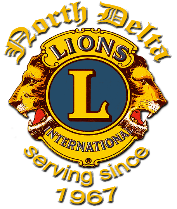 North Delta
LIONS
L
INTERNATIONAL
serving since
1967